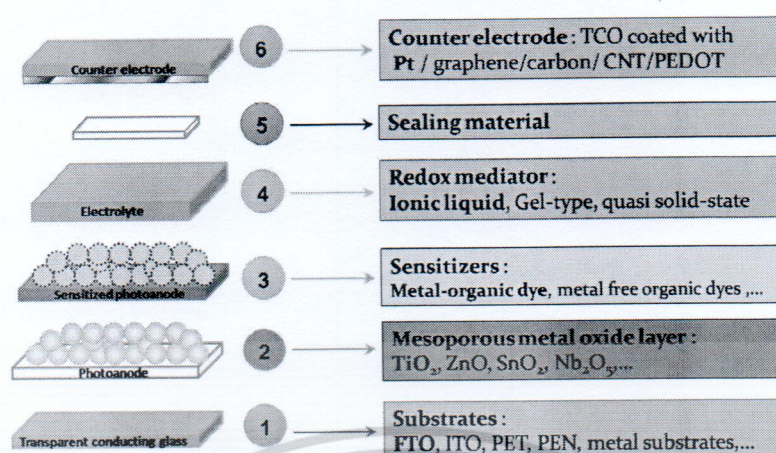 Counter electrode
6
Counter electrode : TCO coated with
Pt / graphene/carbon/ CNT/PEDOT
5
Sealing material
Electrolyte
4
Redox mediator :
Ionic liquid, Gel-type, quasi solid-state
Sensitized photoanode
3
Sensitizers :
Metal-organic dye, metal free organic dyes ,...
Photoanode
2
Mesoporous metal oxide layer :
TiO₂, ZnO, SnO₂, Nb₂O₅,...
Transparent conducting glass
1
Substrates :
FTO, ITO, PET, PEN, metal substrates,...